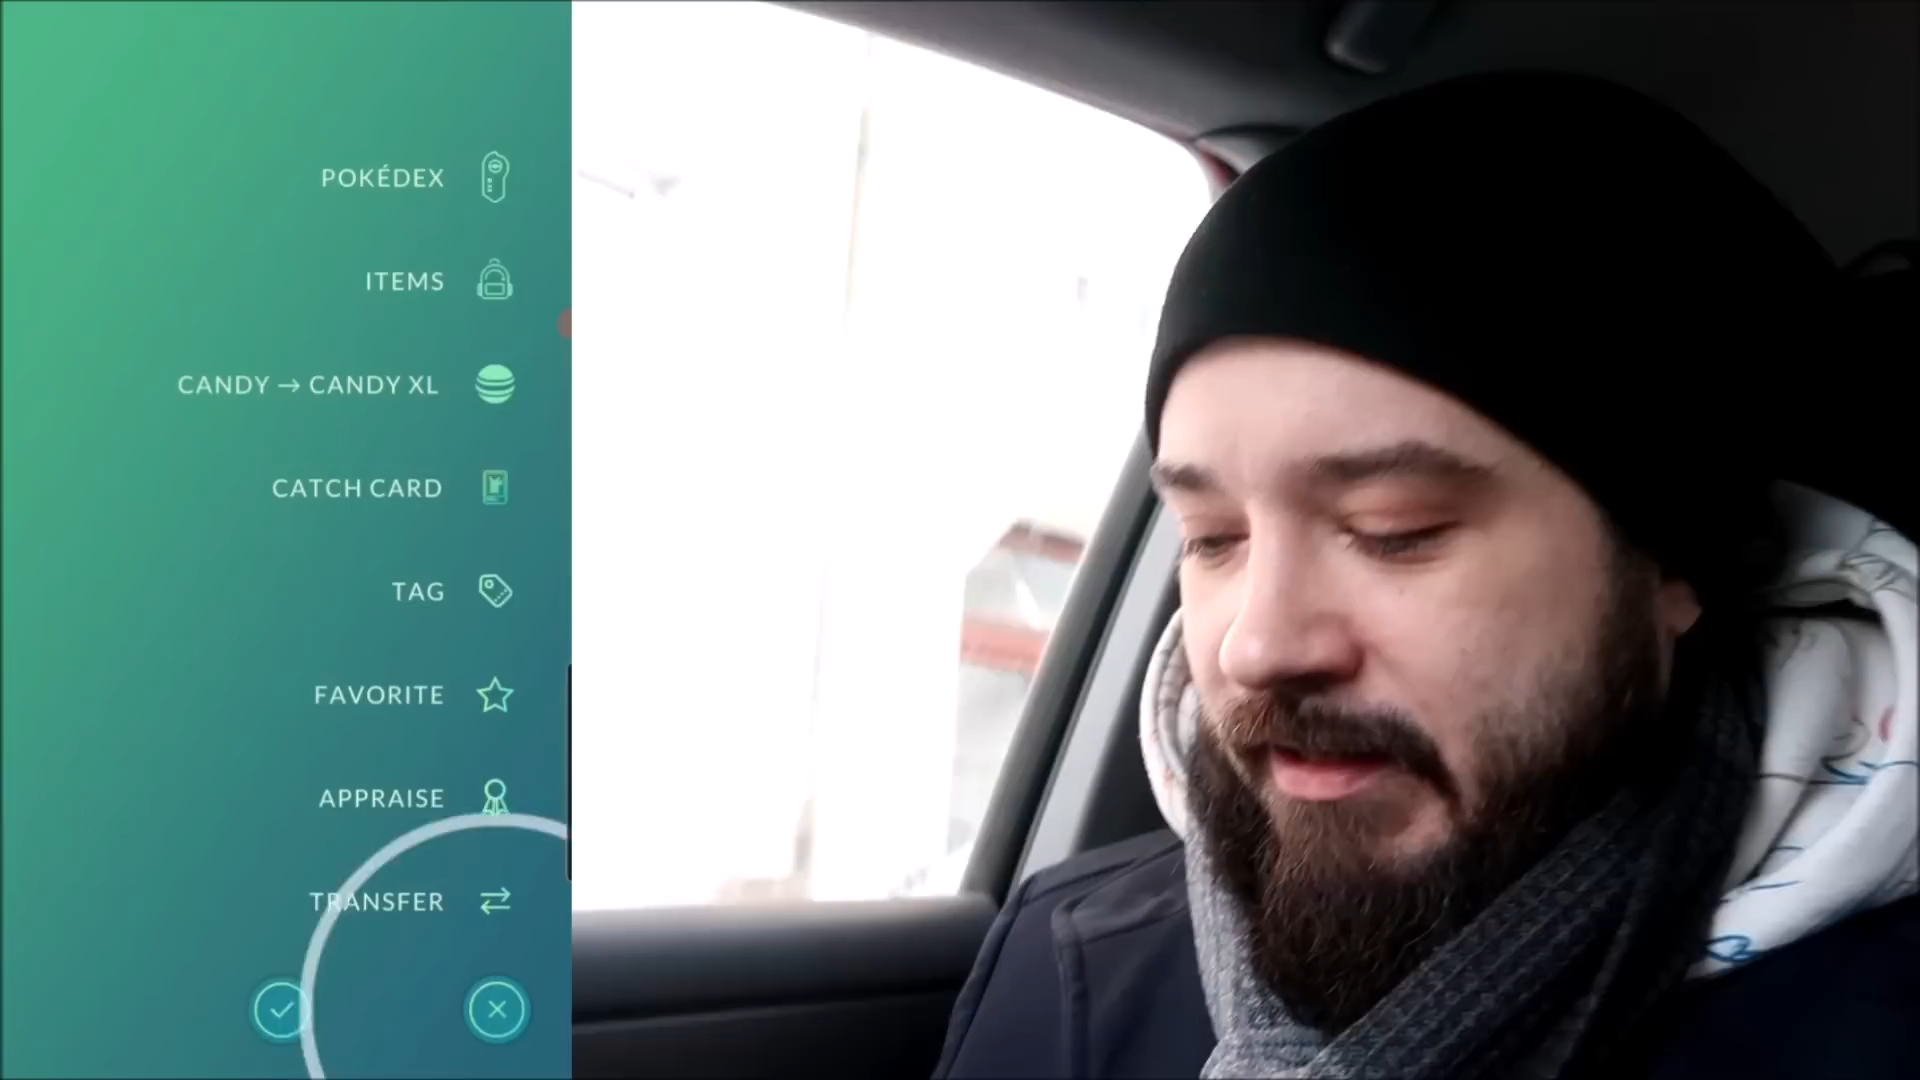 POKÉDEX
ITEMS
CANDY → CANDY XL
CATCH CARD
TAG
FAVORITE
APPRAISE
TRANSFER